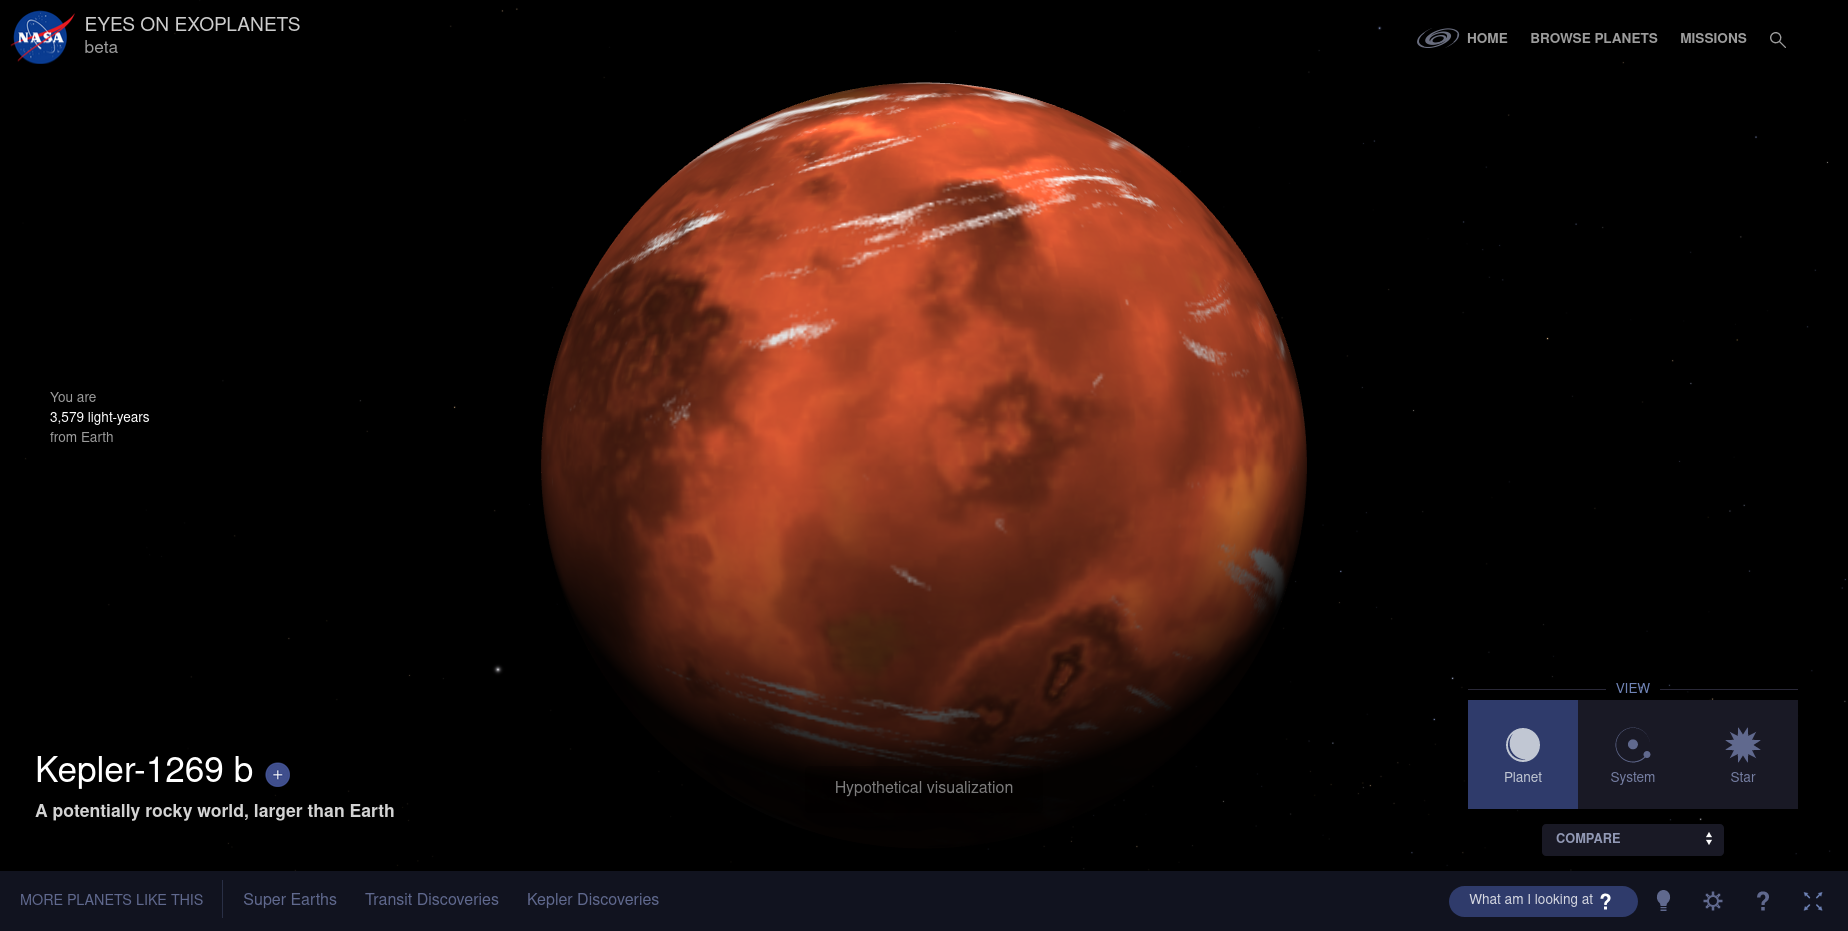 NASA
EYES ON EXOPLANETS
beta
HOME
BROWSE PLANETS
MISSIONS
You are
3,579 light-years
from Earth
Kepler-1269 b +
A potentially rocky world, larger than Earth
Hypothetical visualization
VIEW
Planet
System
Star
COMPARE
MORE PLANETS LIKE THIS
Super Earths
Transit Discoveries
Kepler Discoveries
What am I looking at ?
?